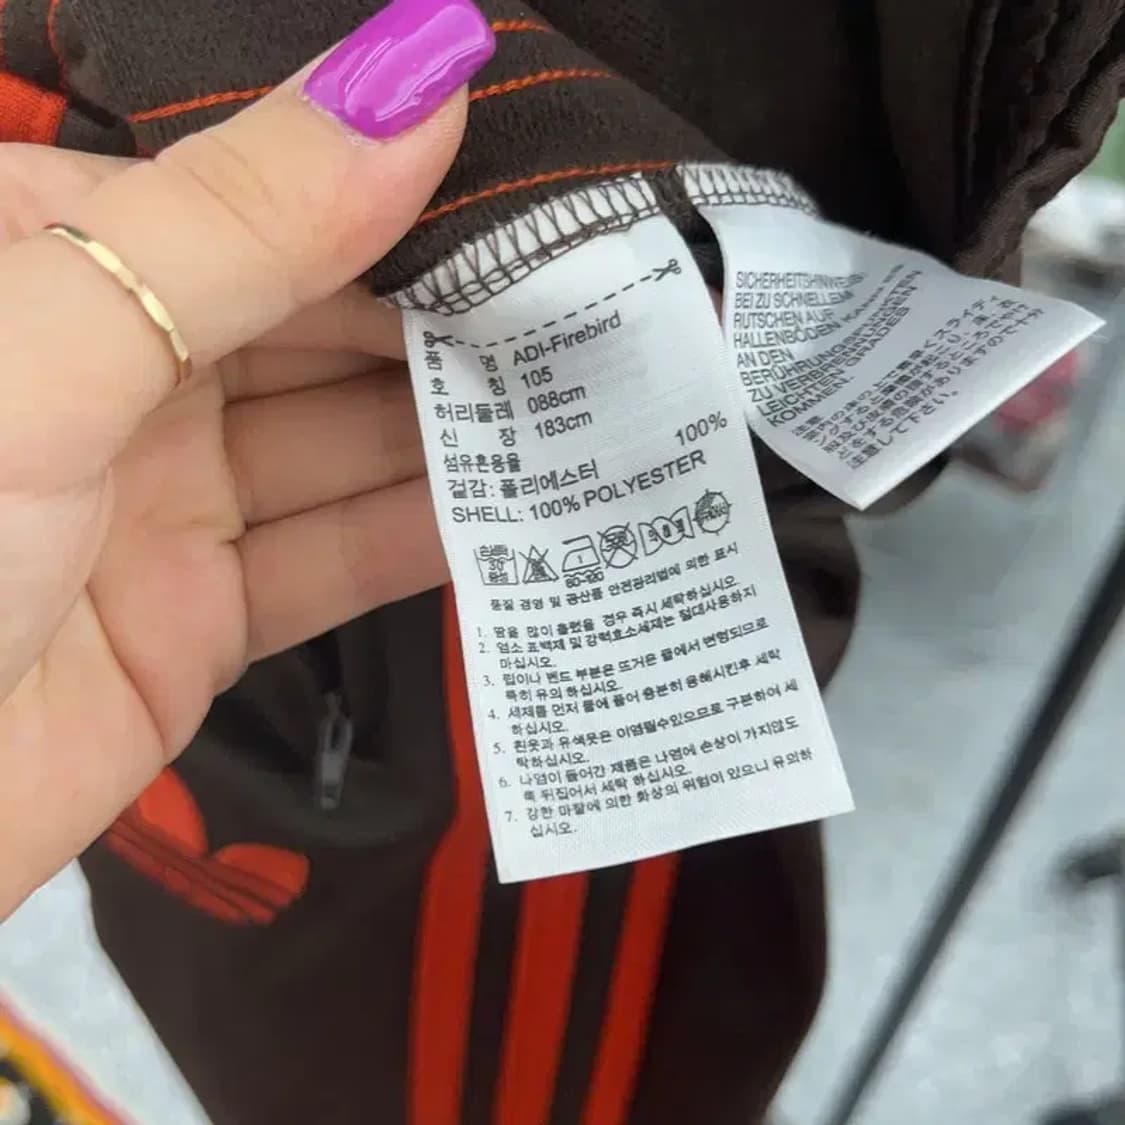 품 명 ADI-Firebird
호 칭 105
허리둘레 088cm
신 장 183cm
섬유혼용율
100%
겉감: 폴리에스터
SHELL: 100% POLYESTER
30
80-120
품질 경영 및 공산품 안전관리법에 의한 표시
1. 땀을 많이 흘렸을 경우 즉시 세탁하십시오
2. 염소 표백제 및 강력효소세제는 절대사용하지
마십시오.
3. 립이나 밴드 부분은 뜨거운 물에서 변형되므로
특히 유의 하십시오.
4. 세제를 먼저 물에 풀어 충분히 용해시킨후 세탁
하십시오.
5. 흰옷과 유색옷은 이염될수있으므로 구분하여 세
탁하십시오.
6. 나염이 들어간 제품은 나염에 손상이 가지않도
록 뒤집어서 세탁 하십시오.
7. 강한 마찰에 의한 화상의 위험이 있으니 유의하
십시오.
SICHERHEITSHINWEIS:
BEI ZU SCHNELLEM
RUTSCHEN AUF
HALLENBÖDEN KANN ES
AN DEN
BERÜHRUNGSPUNKTEN
ZU VERBRENNUNGEN
LEICHTEN GRADES
KOMMEN.
注意して下さい。